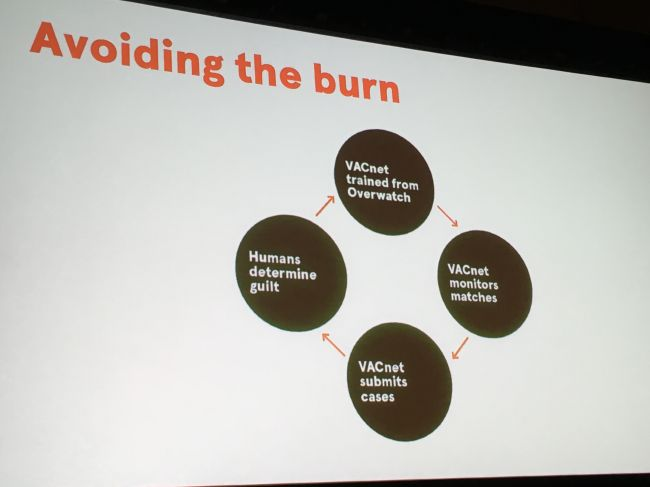 Avoiding the burn
VACnet
trained from
Overwatch
VACnet
monitors
matches
VACnet
submits
cases
Humans
determine
guilt